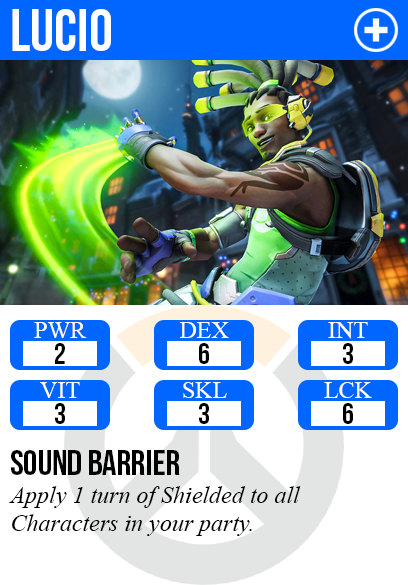 LUCIO
PWR DEX INT
2 6 3
VIT SKL LCK
3 3 6
SOUND BARRIER
Apply 1 turn of Shielded to all
Characters in your party.